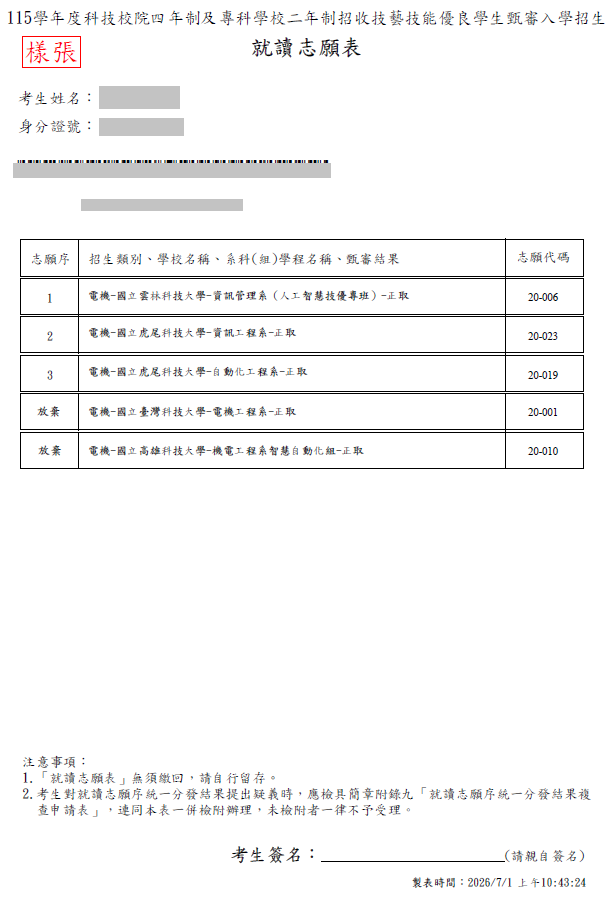 115學年度科技校院四年制及專科學校二年制招收技藝技能優良學生甄審入學招生
樣張
就讀志願表
考生姓名：
身分證號：
志願序 招生類別、學校名稱、系科(組)學程名稱、甄審結果 志願代碼
1 電機-國立雲林科技大學-資訊管理系（人工智慧技優專班）-正取 20-006
2 電機-國立虎尾科技大學-資訊工程系-正取 20-023
3 電機-國立虎尾科技大學-自動化工程系-正取 20-019
放棄 電機-國立臺灣科技大學-電機工程系-正取 20-001
放棄 電機-國立高雄科技大學-機電工程系智慧自動化組-正取 20-010
注意事項：
1.「就讀志願表」無須繳回，請自行留存。
2.考生對就讀志願序統一分發結果提出疑義時，應檢具簡章附錄九「就讀志願序統一分發結果複
查申請表」，連同本表一併檢附辦理，未檢附者一律不予受理。
考生簽名：(請親自簽名)
製表時間：2026/7/1 上午10:43:24